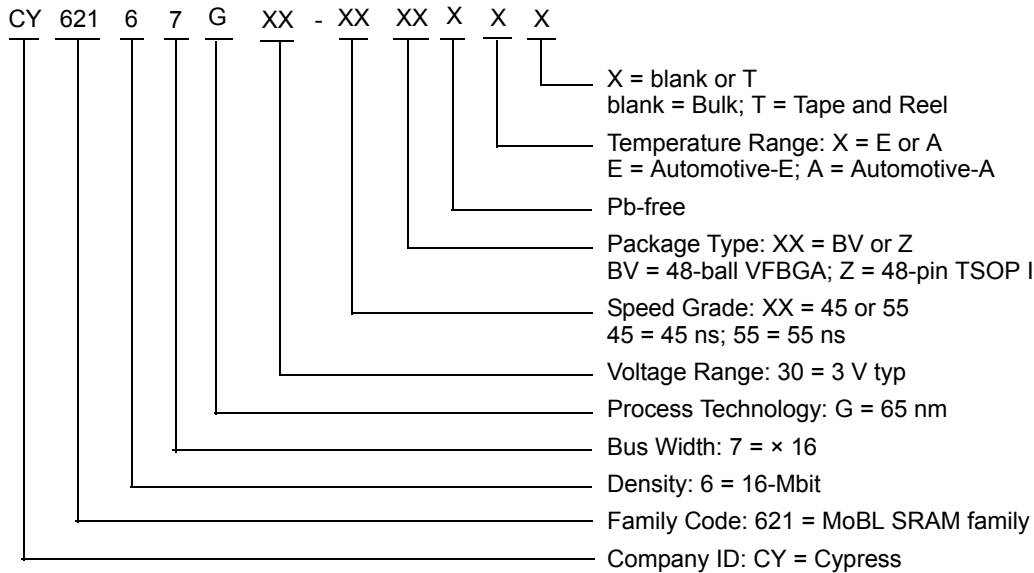 CY 621 6 7 G XX - XX XX X X X
X = blank or T
blank = Bulk; T = Tape and Reel
Temperature Range: X = E or A
E = Automotive-E; A = Automotive-A
Pb-free
Package Type: XX = BV or Z
BV = 48-ball VFBGA; Z = 48-pin TSOP I
Speed Grade: XX = 45 or 55
45 = 45 ns; 55 = 55 ns
Voltage Range: 30 = 3 V typ
Process Technology: G = 65 nm
Bus Width: 7 = × 16
Density: 6 = 16-Mbit
Family Code: 621 = MoBL SRAM family
Company ID: CY = Cypress